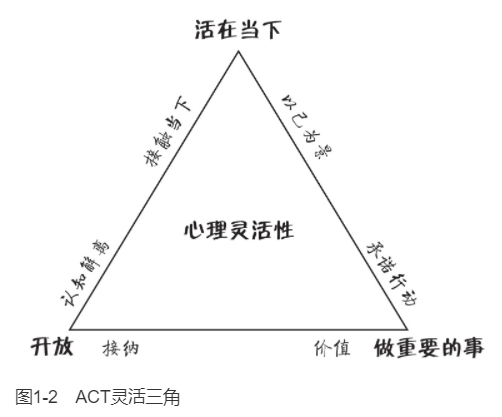 活在当下
接触当下
以己为景
心理灵活性
认知解离
承诺行动
开放 接纳 价值 做重要的事
图1-2 ACT灵活三角